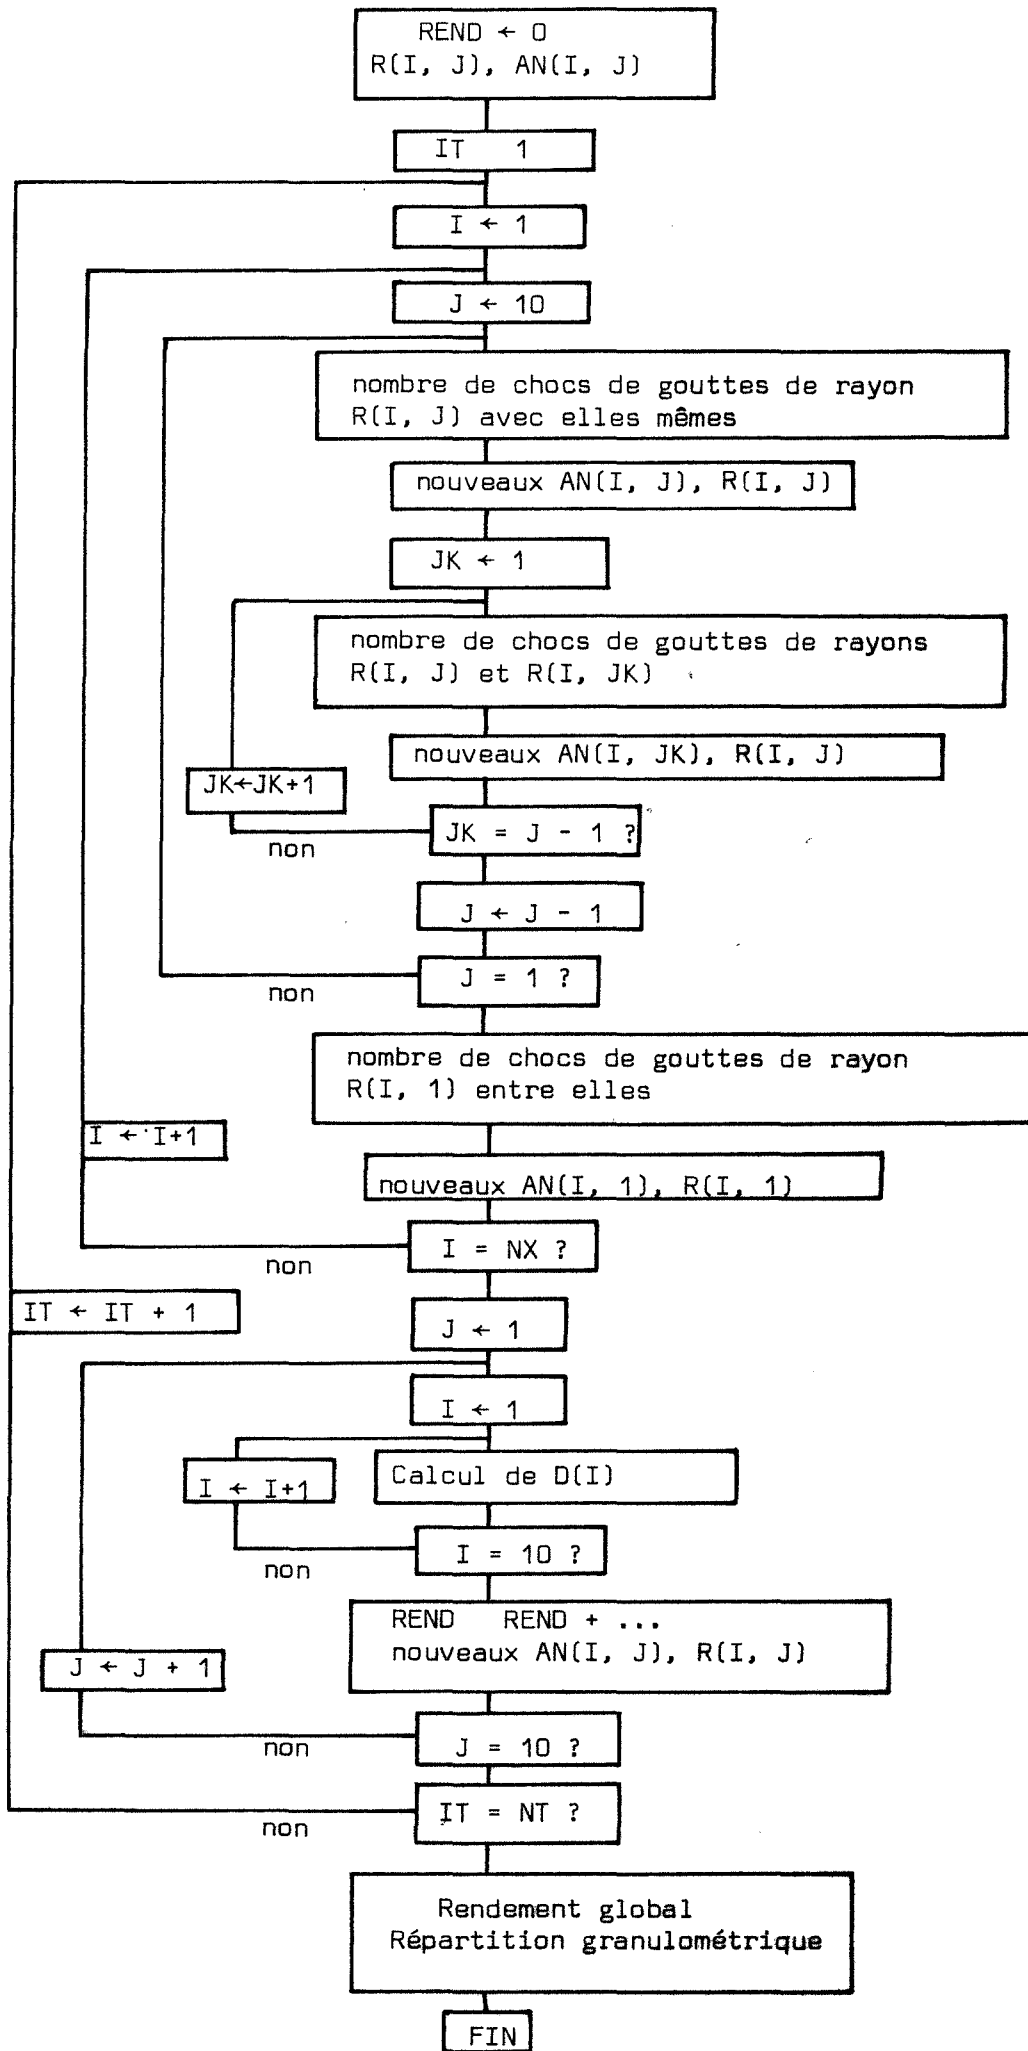 REND ← 0
R(I, J), AN(I, J)
IT 1
I ← 1
J ← 10
nombre de chocs de gouttes de rayon
R(I, J) avec elles mêmes
nouveaux AN(I, J), R(I, J)
JK ← 1
nombre de chocs de gouttes de rayons
R(I, J) et R(I, JK)
nouveaux AN(I, JK), R(I, J)
JK←JK+1
JK = J - 1 ?
non
J ← J - 1
J = 1 ?
non
nombre de chocs de gouttes de rayon
R(I, 1) entre elles
I ← I+1
nouveaux AN(I, 1), R(I, 1)
I = NX ?
non
IT ← IT + 1
J ← 1
I ← 1
I ← I+1
Calcul de D(I)
I = 10 ?
non
REND REND + ...
nouveaux AN(I, J), R(I, J)
J ← J + 1
J = 10 ?
non
IT = NT ?
non
Rendement global
Répartition granulométrique
FIN